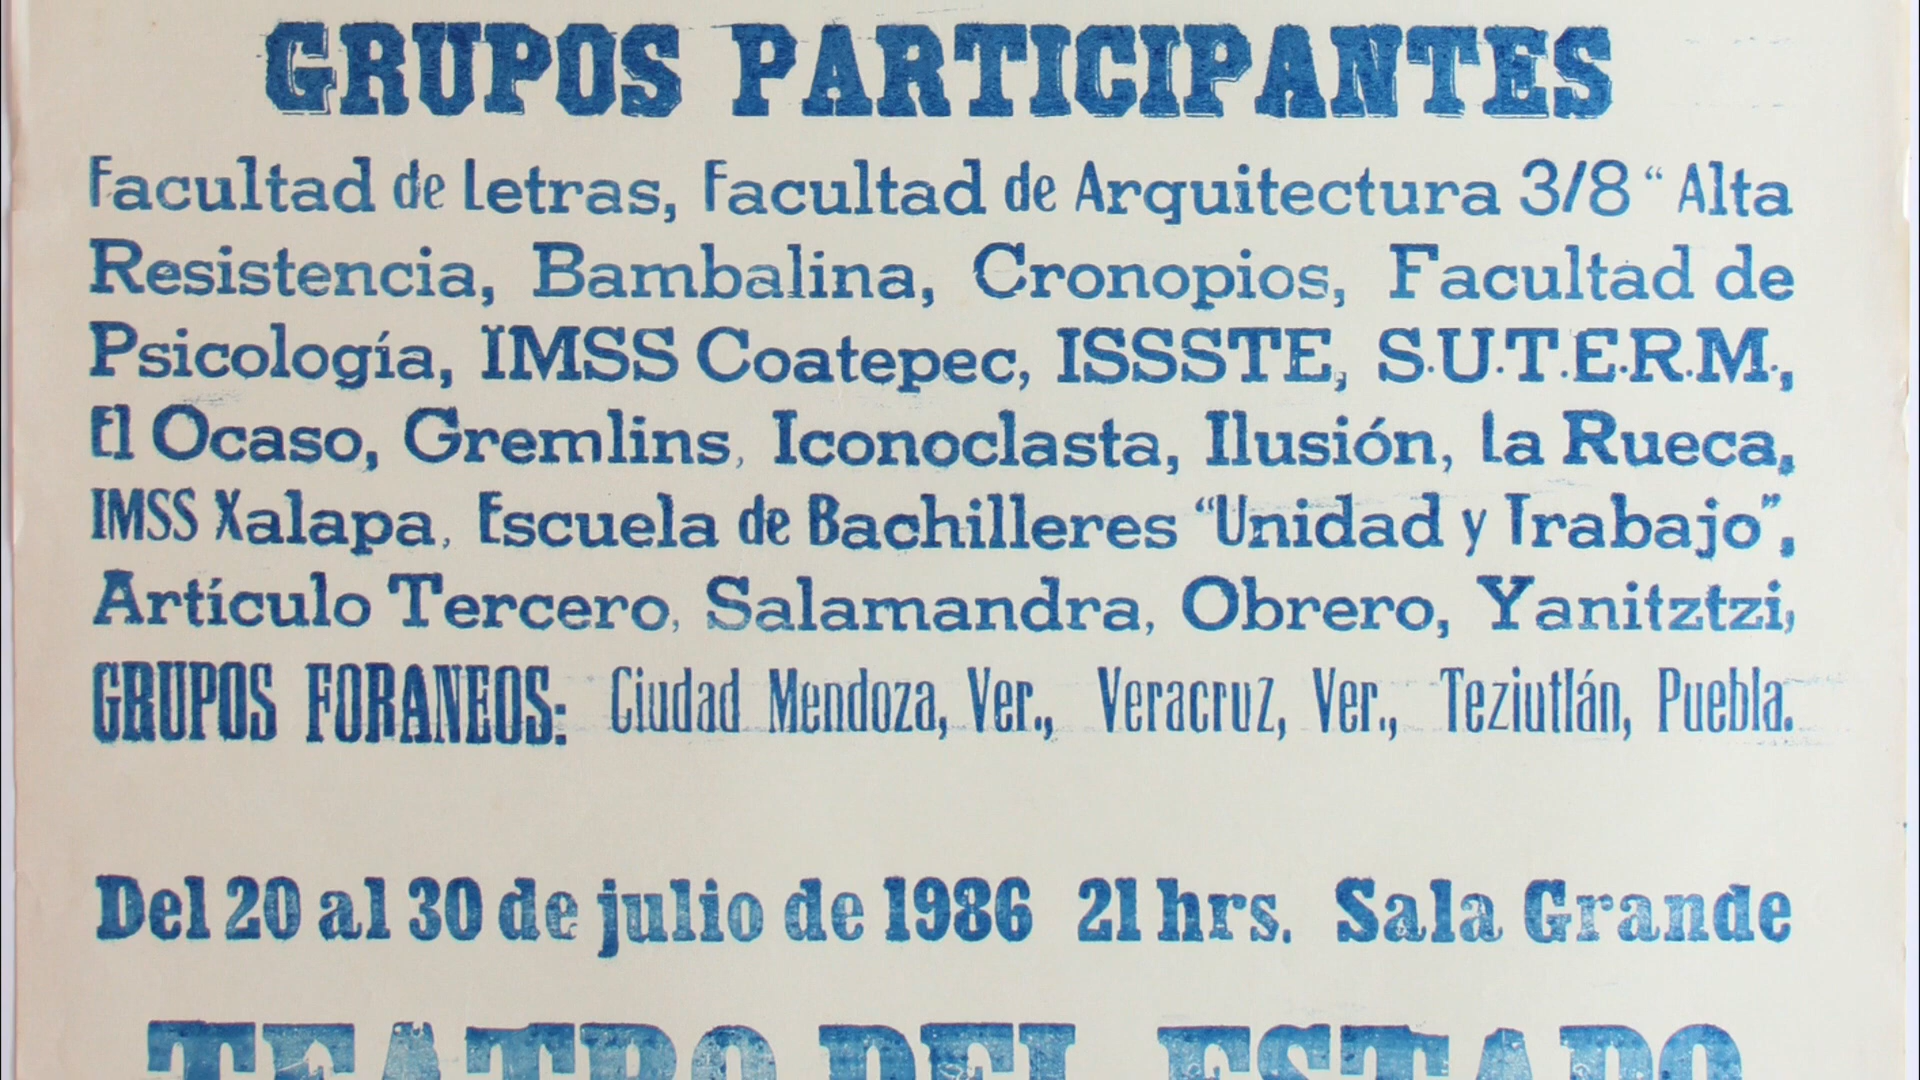 GRUPOS PARTICIPANTES
Facultad de Letras, Facultad de Arquitectura 3/8 “ Alta
Resistencia, Bambalina, Cronopios, Facultad de
Psicología, IMSS Coatepec, ISSSTE, S.U.T.E.R.M.,
El Ocaso, Gremlins, Iconoclasta, Ilusión, La Rueca,
IMSS Xalapa, Escuela de Bachilleres “Unidad y Trabajo”,
Artículo Tercero, Salamandra, Obrero, Yanitztzi,
GRUPOS FORANEOS: Ciudad Mendoza, Ver., Veracruz, Ver., Teziutlán, Puebla.
Del 20 al 30 de julio de 1986 21 hrs. Sala Grande
TEATRO DEL ESTADO